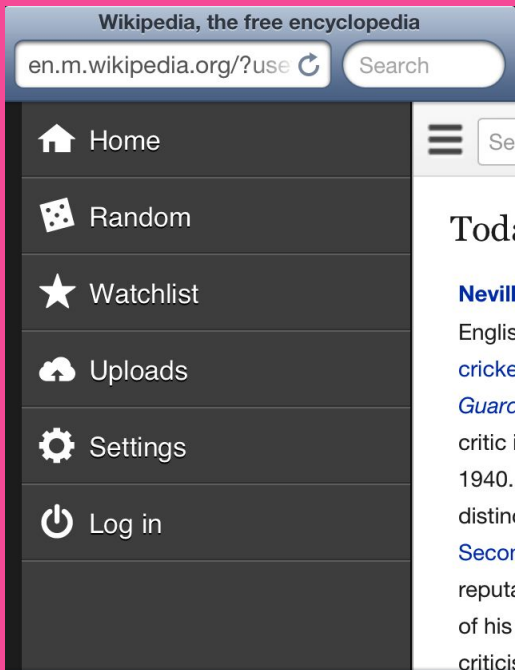 Wikipedia, the free encyclopedia
en.m.wikipedia.org/?use
Search
Home
Random
Watchlist
Uploads
Settings
Log in
Se
Toda
Nevill
Englis
cricke
Guard
critic i
1940.
distinc
Secon
reputa
of his
criticis